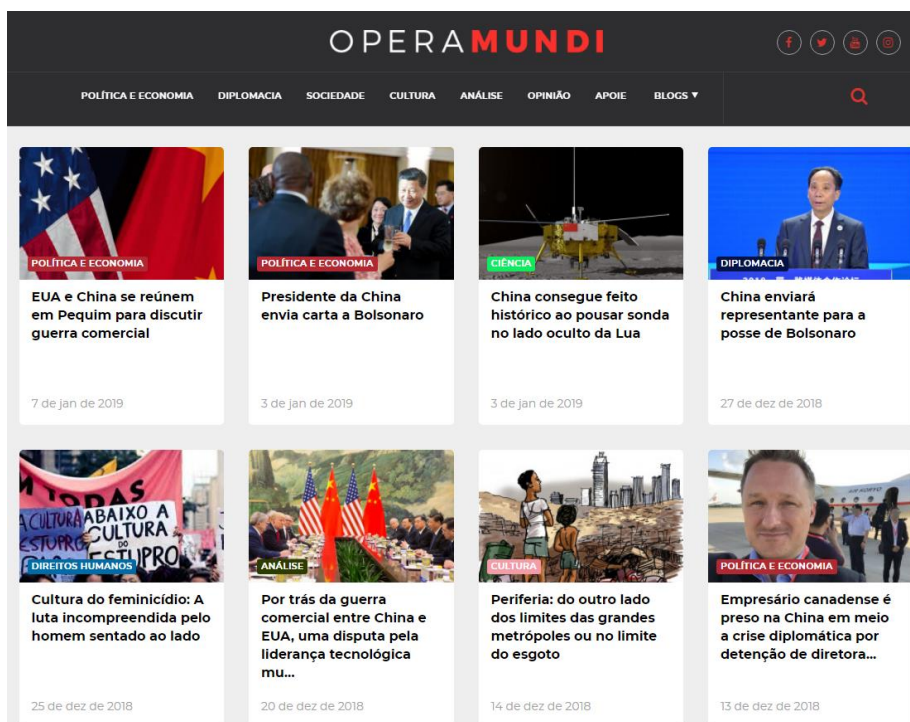 OPERAMUNDI
POLÍTICA E ECONOMIA DIPLOMACIA SOCIEDADE CULTURA ANÁLISE OPINIÃO APOIE BLOGS ▼
POLÍTICA E ECONOMIA
EUA e China se reúnem
em Pequim para discutir
guerra comercial
7 de jan de 2019
POLÍTICA E ECONOMIA
Presidente da China
envia carta a Bolsonaro
3 de jan de 2019
CIÊNCIA
China consegue feito
histórico ao pousar sonda
no lado oculto da Lua
3 de jan de 2019
DIPLOMACIA
China enviará
representante para a
posse de Bolsonaro
27 de dez de 2018
TODAS
A CULTURA
ESTUPRO
ABAIXO A
CULTURA
DO
ESTUPRO
DIREITOS HUMANOS
Cultura do feminicídio: A
luta incompreendida pelo
homem sentado ao lado
25 de dez de 2018
ANÁLISE
Por trás da guerra
comercial entre China e
EUA, uma disputa pela
liderança tecnológica
mu...
20 de dez de 2018
CULTURA
Periferia: do outro lado
dos limites das grandes
metrópoles ou no limite
do esgoto
14 de dez de 2018
AIR KORYO
POLÍTICA E ECONOMIA
Empresário canadense é
preso na China em meio
a crise diplomática por
detenção de diretora...
13 de dez de 2018